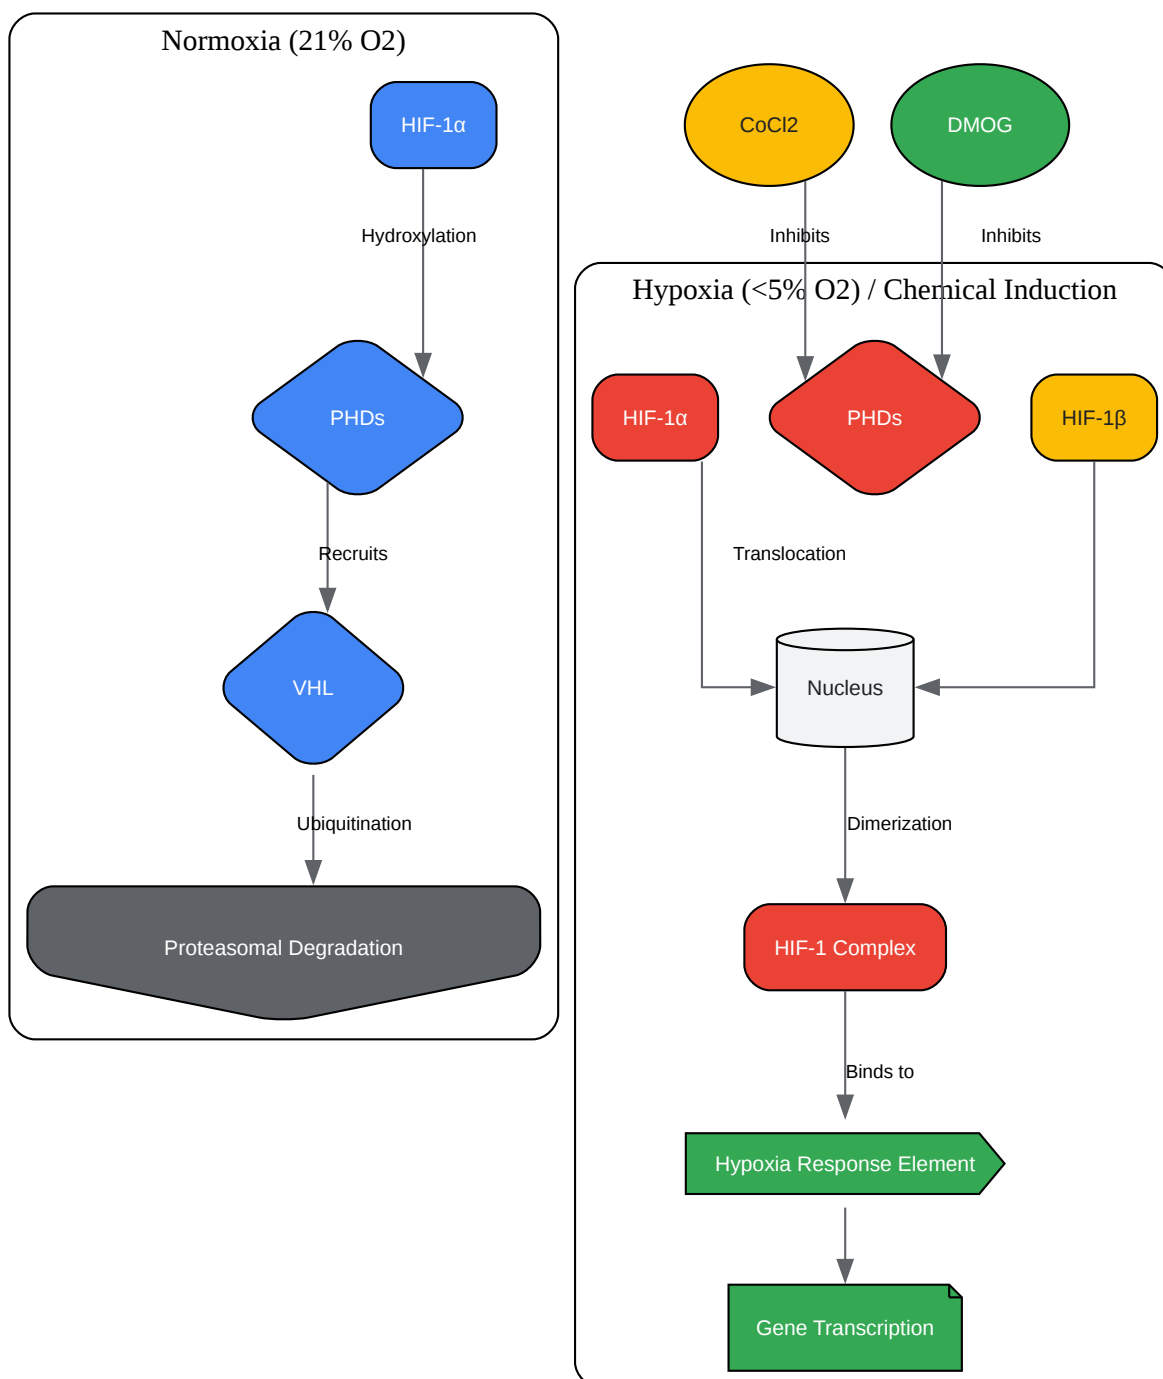 Normoxia (21% O2)
HIF-1α
Hydroxylation
PHDs
Recruits
VHL
Ubiquitination
Proteasomal Degradation
CoCl2
DMOG
Inhibits
Inhibits
Hypoxia (<5% O2) / Chemical Induction
HIF-1α
PHDs
HIF-1β
Translocation
Nucleus
Dimerization
HIF-1 Complex
Binds to
Hypoxia Response Element
Gene Transcription